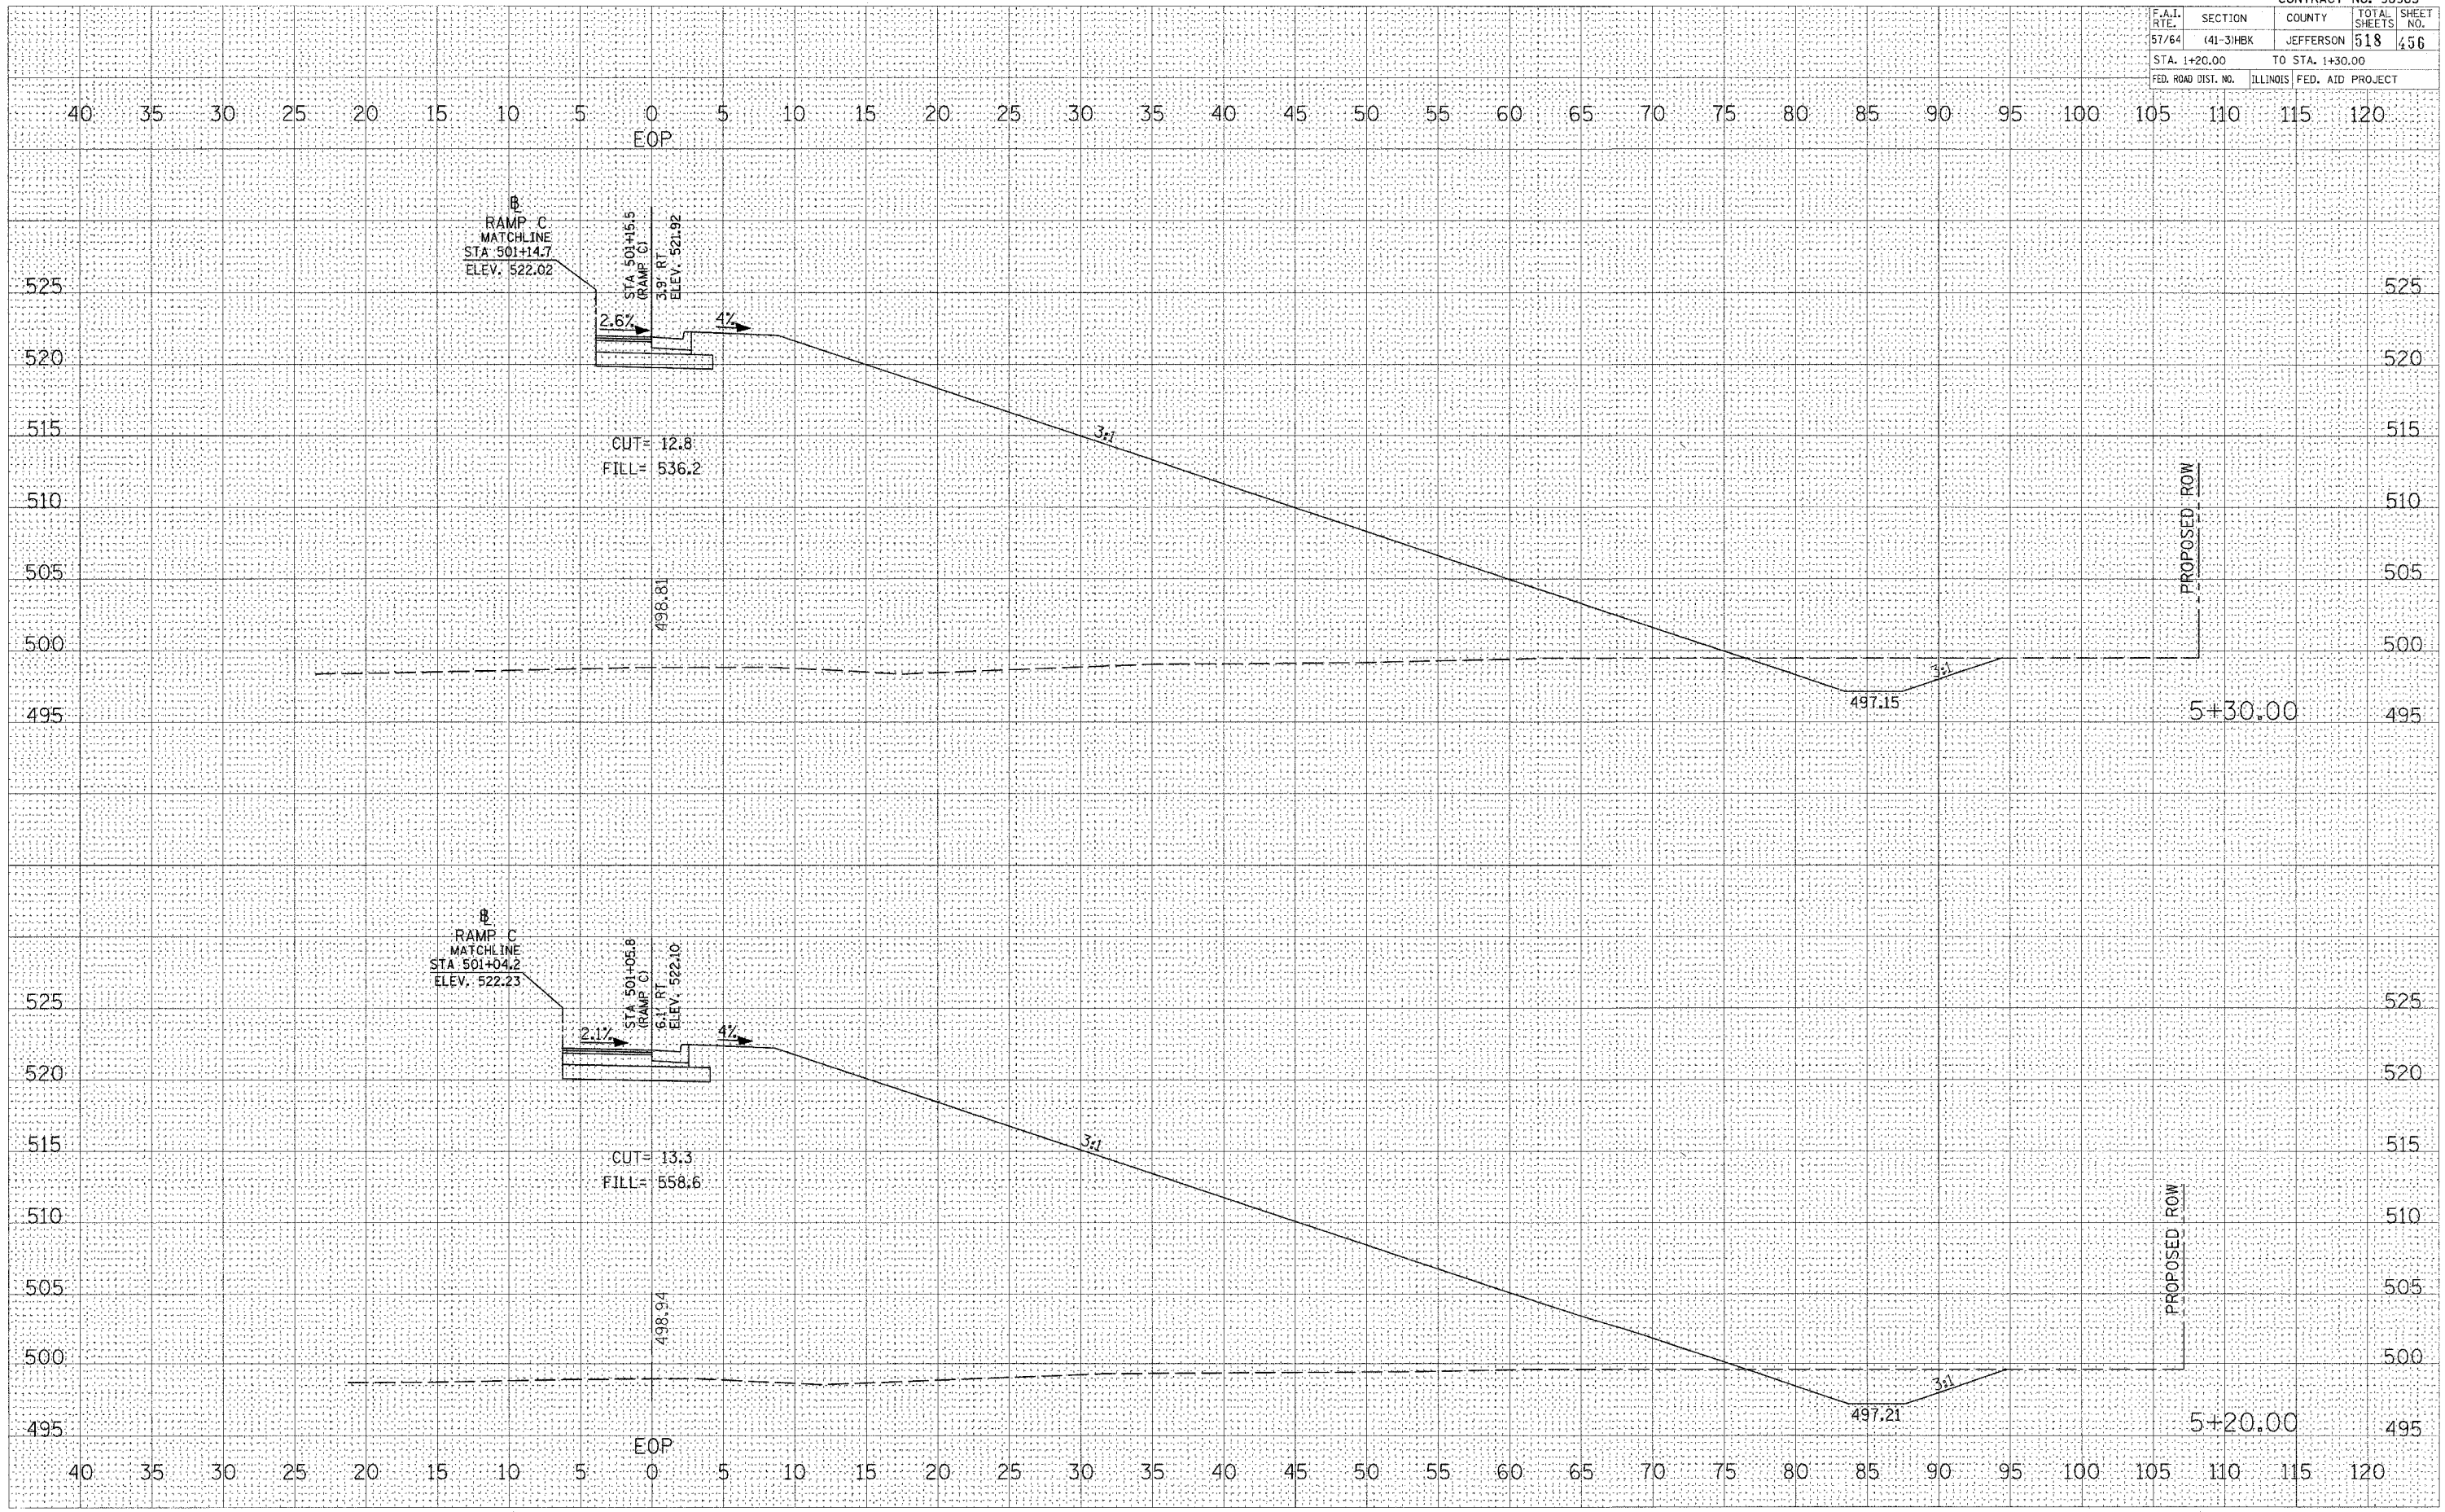 F.A.I. RTE. SECTION COUNTY TOTAL SHEETS SHEET NO.
57/64 (41-3)HBK JEFFERSON 518 456
STA. 1+20.00 TO STA. 1+30.00
FED. ROAD DIST. NO. ILLINOIS FED. AID PROJECT
40 35 30 25 20 15 10 5 0 5 10 15 20 25 30 35 40 45 50 55 60 65 70 75 80 85 90 95 100 105 110 115 120
EOP
BL
RAMP C
MATCHLINE
STA 501+14.7
ELEV. 522.02
STA 501+15.5
(RAMP C)
3.9' RT
ELEV. 521.92
525 525
2.6% 4%
520 520
515 3:1 515
CUT= 12.8
FILL= 536.2
510 510
PROPOSED ROW
505 505
498.81
500 500
3:1
497.15
495 5+30.00 495
BL
RAMP C
MATCHLINE
STA 501+04.2
ELEV. 522.23
STA 501+05.8
(RAMP C)
6.1' RT
ELEV. 522.10
525 525
2.1% 4%
520 520
515 3:1 515
CUT= 13.3
FILL= 558.6
510 510
PROPOSED ROW
505 505
498.94
500 500
3:1
497.21
495 5+20.00 495
EOP
40 35 30 25 20 15 10 5 0 5 10 15 20 25 30 35 40 45 50 55 60 65 70 75 80 85 90 95 100 105 110 115 120